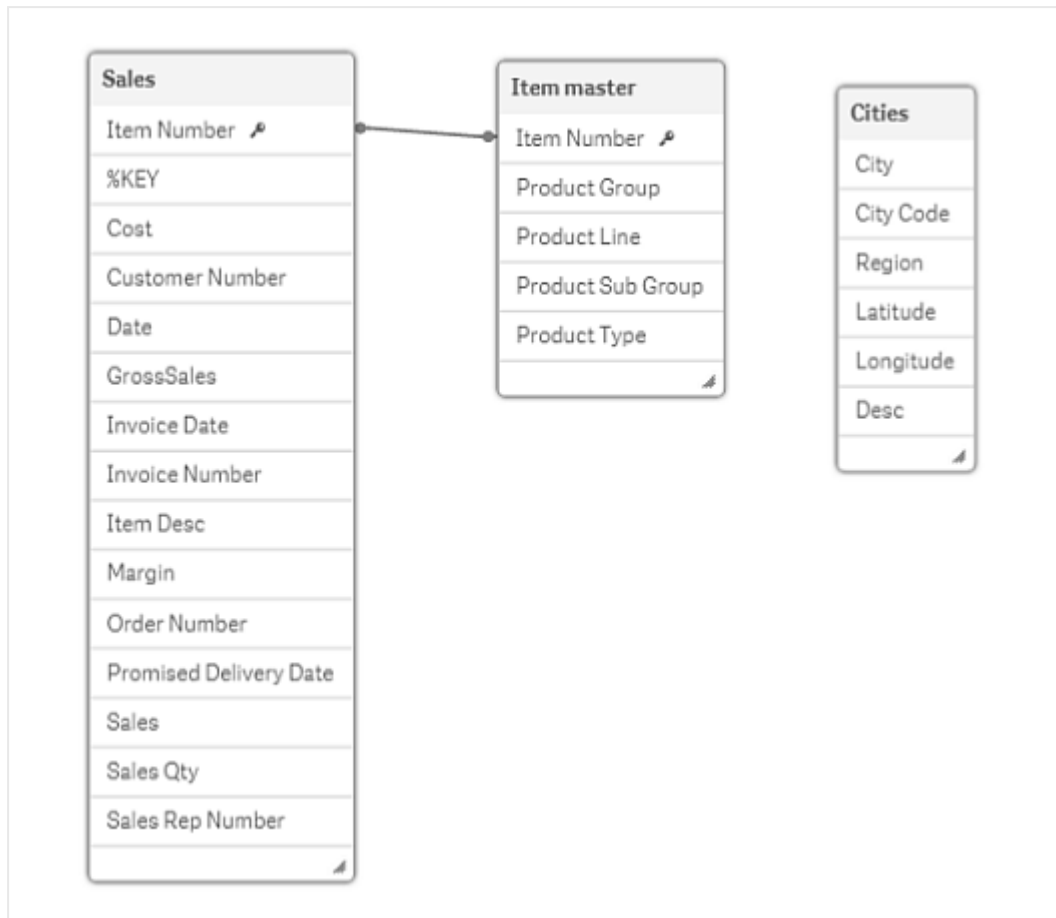 Sales
Item Number
%KEY
Cost
Customer Number
Date
GrossSales
Invoice Date
Invoice Number
Item Desc
Margin
Order Number
Promised Delivery Date
Sales
Sales Qty
Sales Rep Number
Item master
Item Number
Product Group
Product Line
Product Sub Group
Product Type
Cities
City
City Code
Region
Latitude
Longitude
Desc